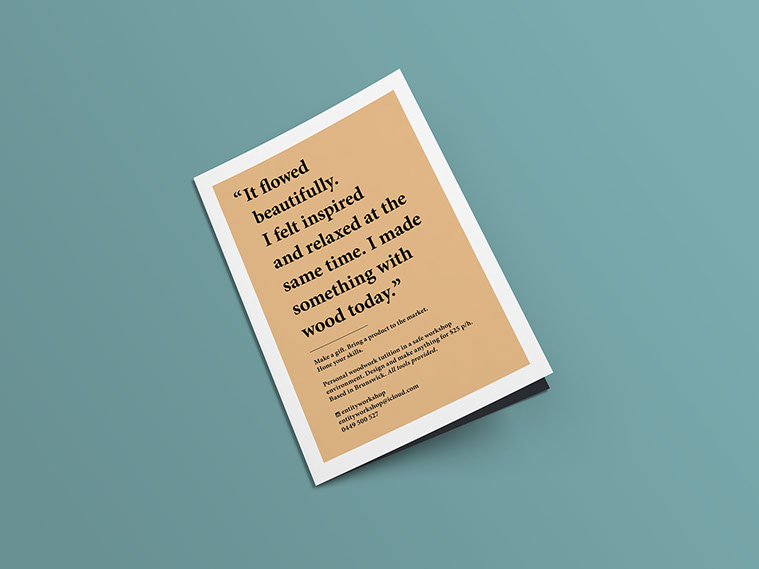 “It flowed
beautifully.
I felt inspired
and relaxed at the
same time. I made
something with
wood today.”
Make a gift. Bring a product to the market.
Hone your skills.
Personal woodwork tutition in a safe workshop
environment. Design and make anything for $25 p/h.
Based in Brunswick. All tools provided.
entityworkshop
entityworkshop@icloud.com
0449 500 527